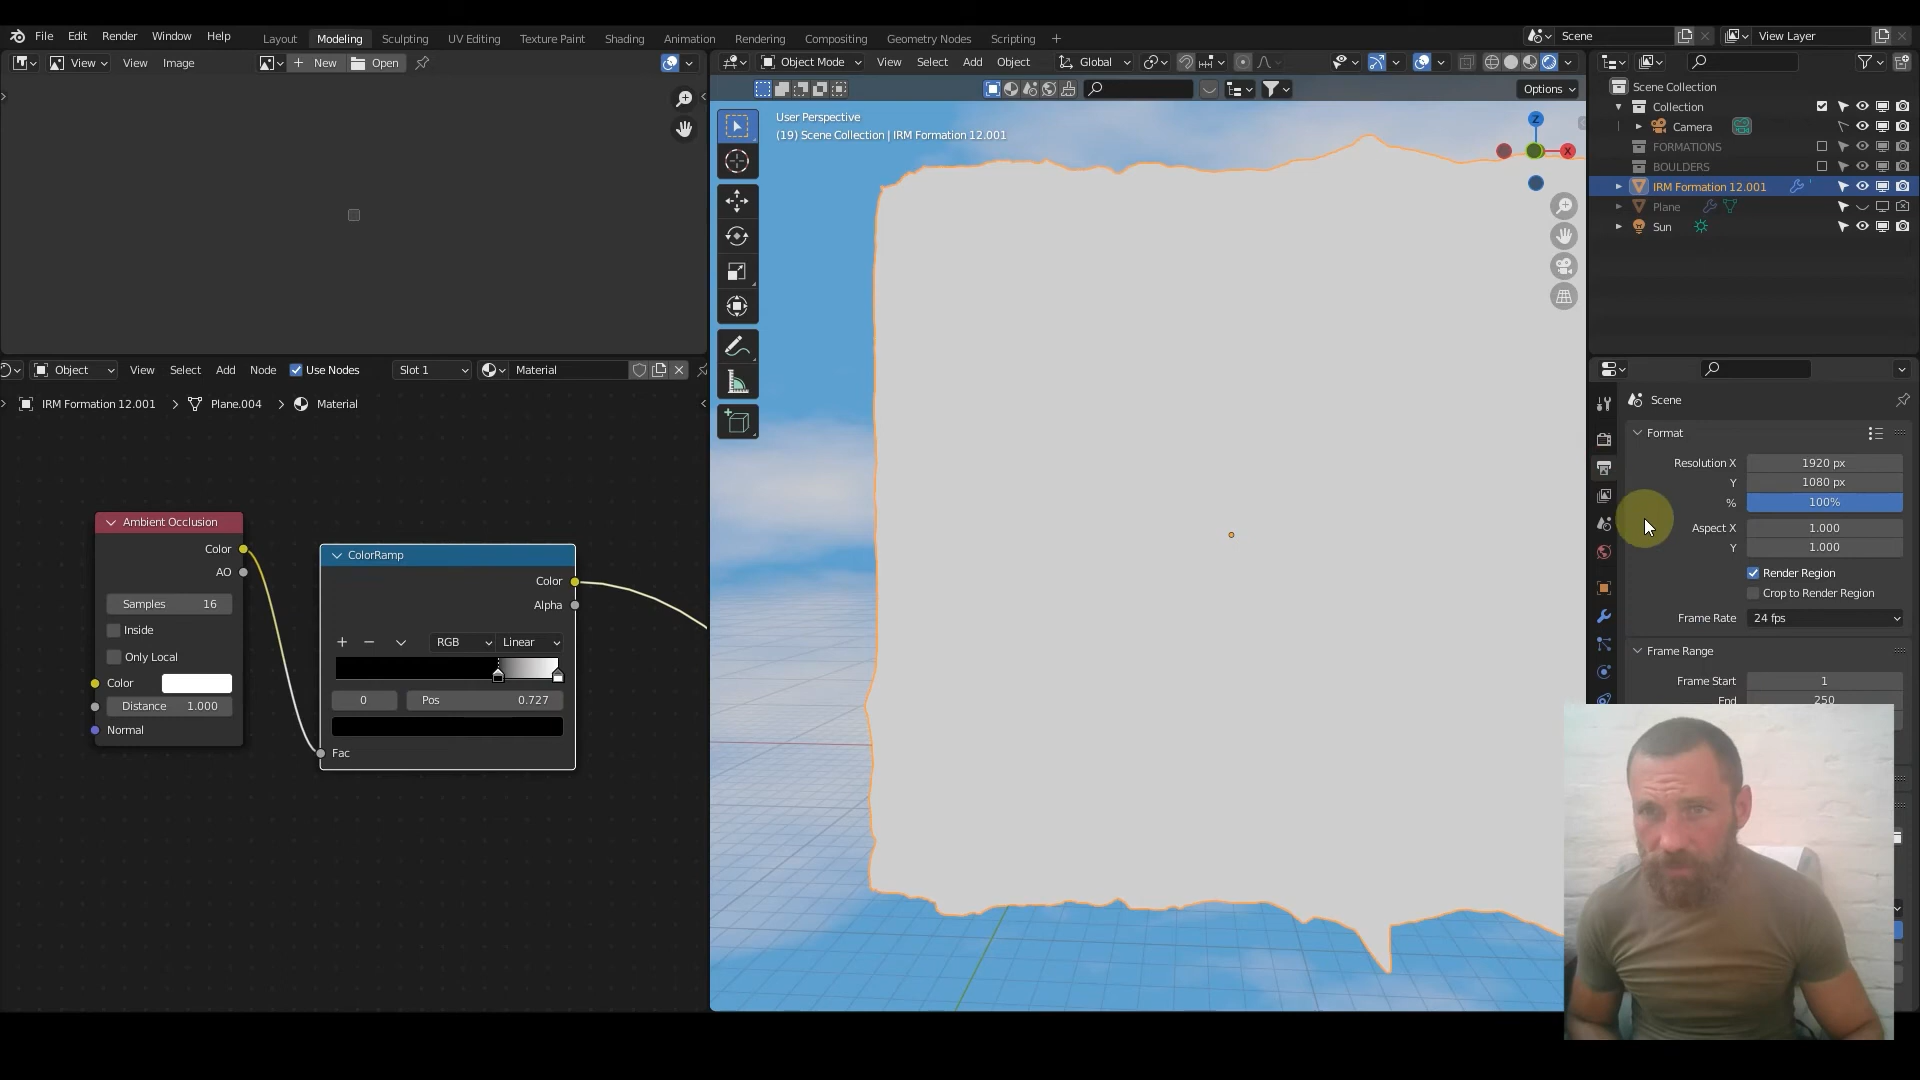 File Edit Render Window Help
Layout Modeling Sculpting UV Editing Texture Paint Shading Animation Rendering Compositing Geometry Nodes Scripting +
Scene
View Layer
View View Image
New Open
Object Mode View Select Add Object Global
Options
User Perspective
(19) Scene Collection | IRM Formation 12.001
Z
X
Scene Collection
Collection
Camera
FORMATIONS
BOULDERS
IRM Formation 12.001
Plane
Sun
Object View Select Add Node Use Nodes Slot 1 Material
IRM Formation 12.001 > Plane.004 > Material
Ambient Occlusion
Color
AO
Samples 16
Inside
Only Local
Color
Distance 1.000
Normal
ColorRamp
Color
Alpha
RGB Linear
0 Pos 0.727
Fac
Scene
Format
Resolution X 1920 px
Y 1080 px
% 100%
Aspect X 1.000
Y 1.000
Render Region
Crop to Render Region
Frame Rate 24 fps
Frame Range
Frame Start 1
End 250